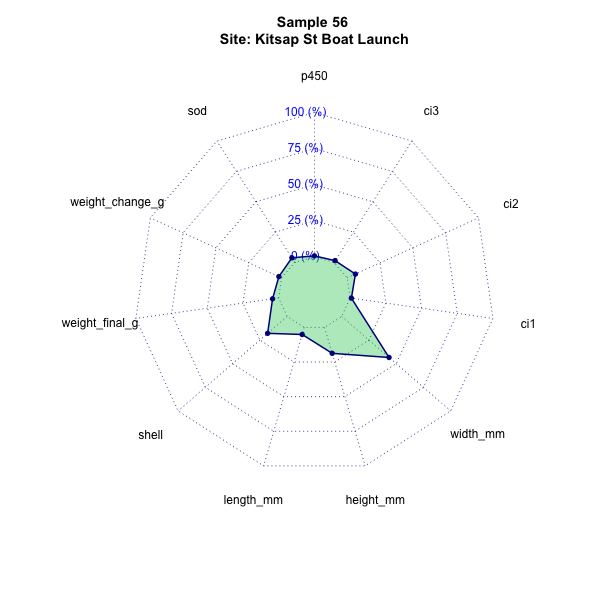 Sample 56
Site: Kitsap St Boat Launch
p450
sod
ci3
100 (%)
75 (%)
50 (%)
25 (%)
0 (%)
weight_change_g
ci2
weight_final_g
ci1
shell
width_mm
length_mm
height_mm